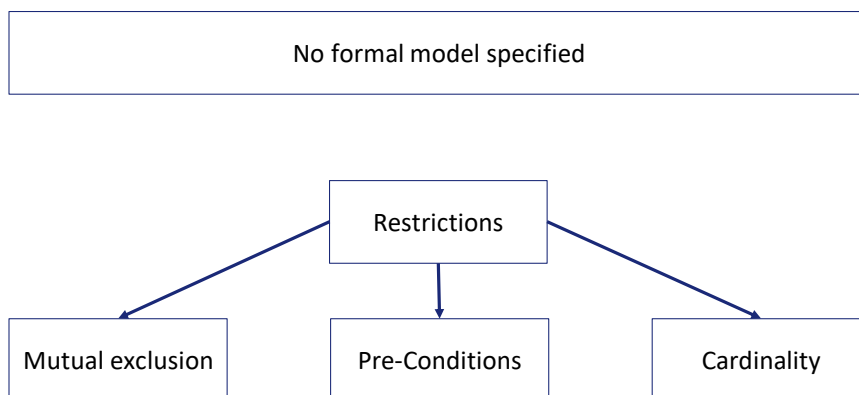 No formal model specified
Restrictions
Mutual exclusion
Pre-Conditions
Cardinality